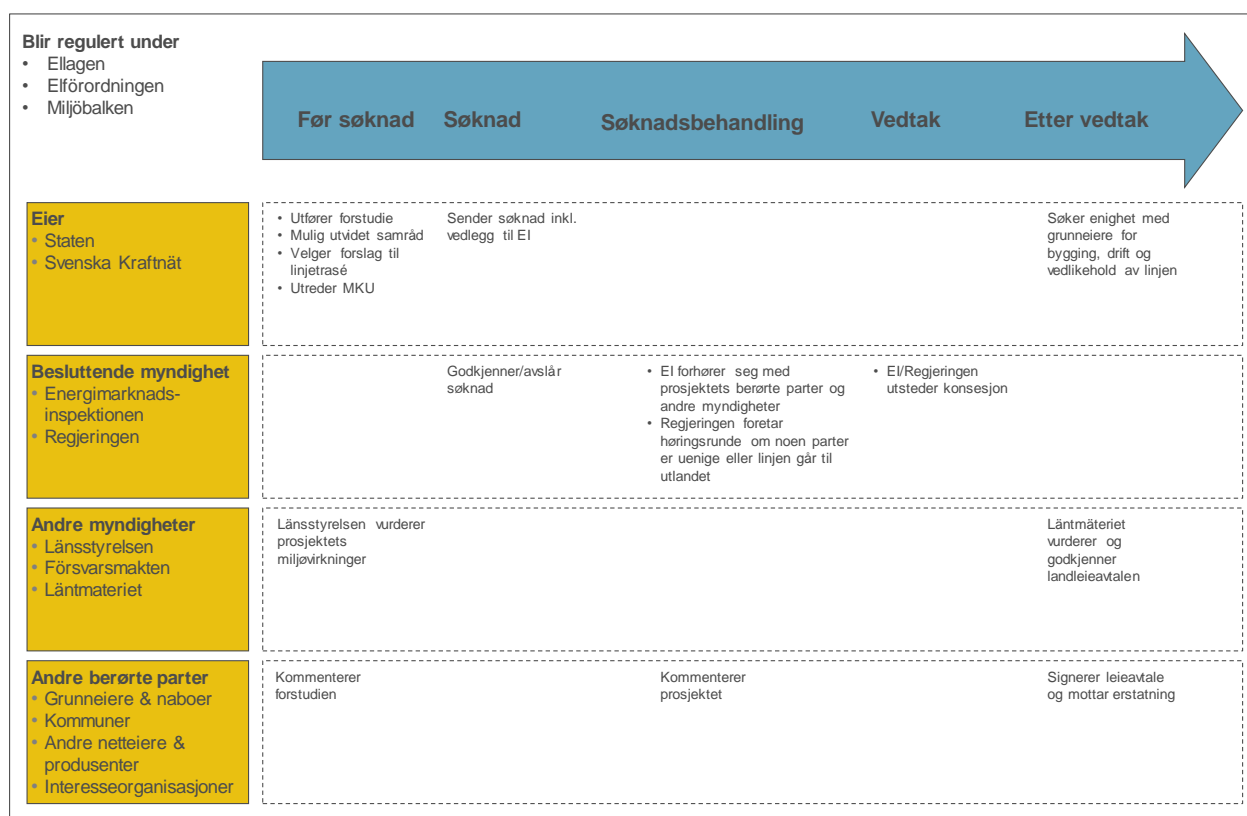 Blir regulert under
• Ellagen
• Elförordningen
• Miljöbalken
Før søknad
Søknad
Søknadsbehandling
Vedtak
Etter vedtak
Eier
• Staten
• Svenska Kraftnät
• Utfører forstudie
• Mulig utvidet samråd
• Velger forslag til
linjetrasé
• Utreder MKU
Sender søknad inkl.
vedlegg til EI
Søker enighet med
grunneiere for
bygging, drift og
vedlikehold av linjen
Besluttende myndighet
• Energimarknads-
inspektionen
• Regjeringen
Godkjenner/avslår
søknad
• EI forhører seg med
prosjektets berørte parter og
andre myndigheter
• Regjeringen foretar
høringsrunde om noen parter
er uenige eller linjen går til
utlandet
• EI/Regjeringen
utsteder konsesjon
Andre myndigheter
• Länsstyrelsen
• Försvarsmakten
• Läntmateriet
Länsstyrelsen vurderer
prosjektets
miljøvirkninger
Läntmäteriet
vurderer og
godkjenner
landleieavtalen
Andre berørte parter
• Grunneiere & naboer
• Kommuner
• Andre netteiere &
produsenter
• Interesseorganisasjoner
Kommenterer
forstudien
Kommenterer
prosjektet
Signerer leieavtale
og mottar erstatning